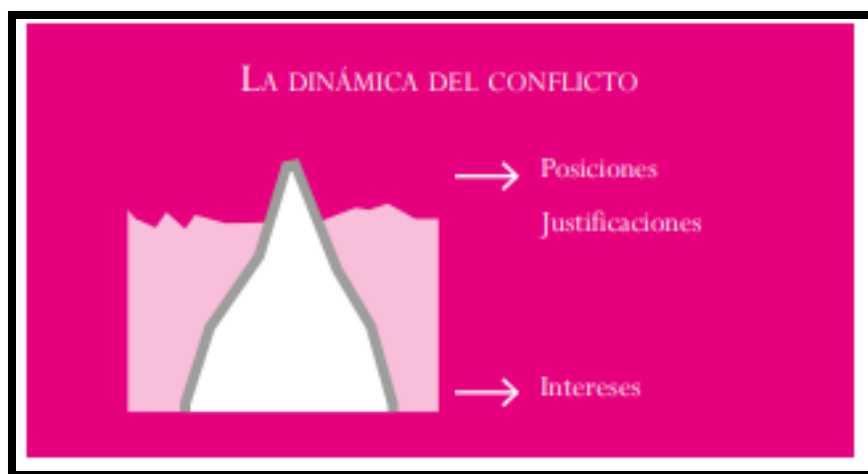 La dinámica del conflicto
Posiciones
Justificaciones
Intereses